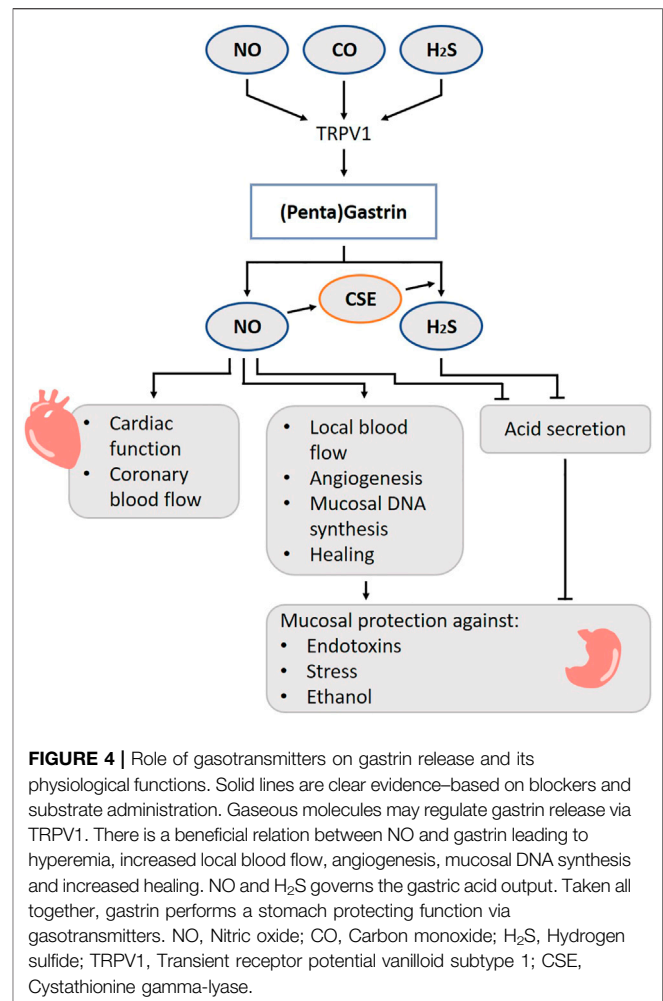 NO CO H₂S
TRPV1
(Penta)Gastrin
CSE
NO H₂S
• Cardiac
function
• Coronary
blood flow
• Local blood
flow
• Angiogenesis
• Mucosal DNA
synthesis
• Healing
Acid secretion
Mucosal protection against:
• Endotoxins
• Stress
• Ethanol
FIGURE 4 | Role of gasotransmitters on gastrin release and its
physiological functions. Solid lines are clear evidence–based on blockers and
substrate administration. Gaseous molecules may regulate gastrin release via
TRPV1. There is a beneficial relation between NO and gastrin leading to
hyperemia, increased local blood flow, angiogenesis, mucosal DNA synthesis
and increased healing. NO and H₂S governs the gastric acid output. Taken all
together, gastrin performs a stomach protecting function via
gasotransmitters. NO, Nitric oxide; CO, Carbon monoxide; H₂S, Hydrogen
sulfide; TRPV1, Transient receptor potential vanilloid subtype 1; CSE,
Cystathionine gamma-lyase.